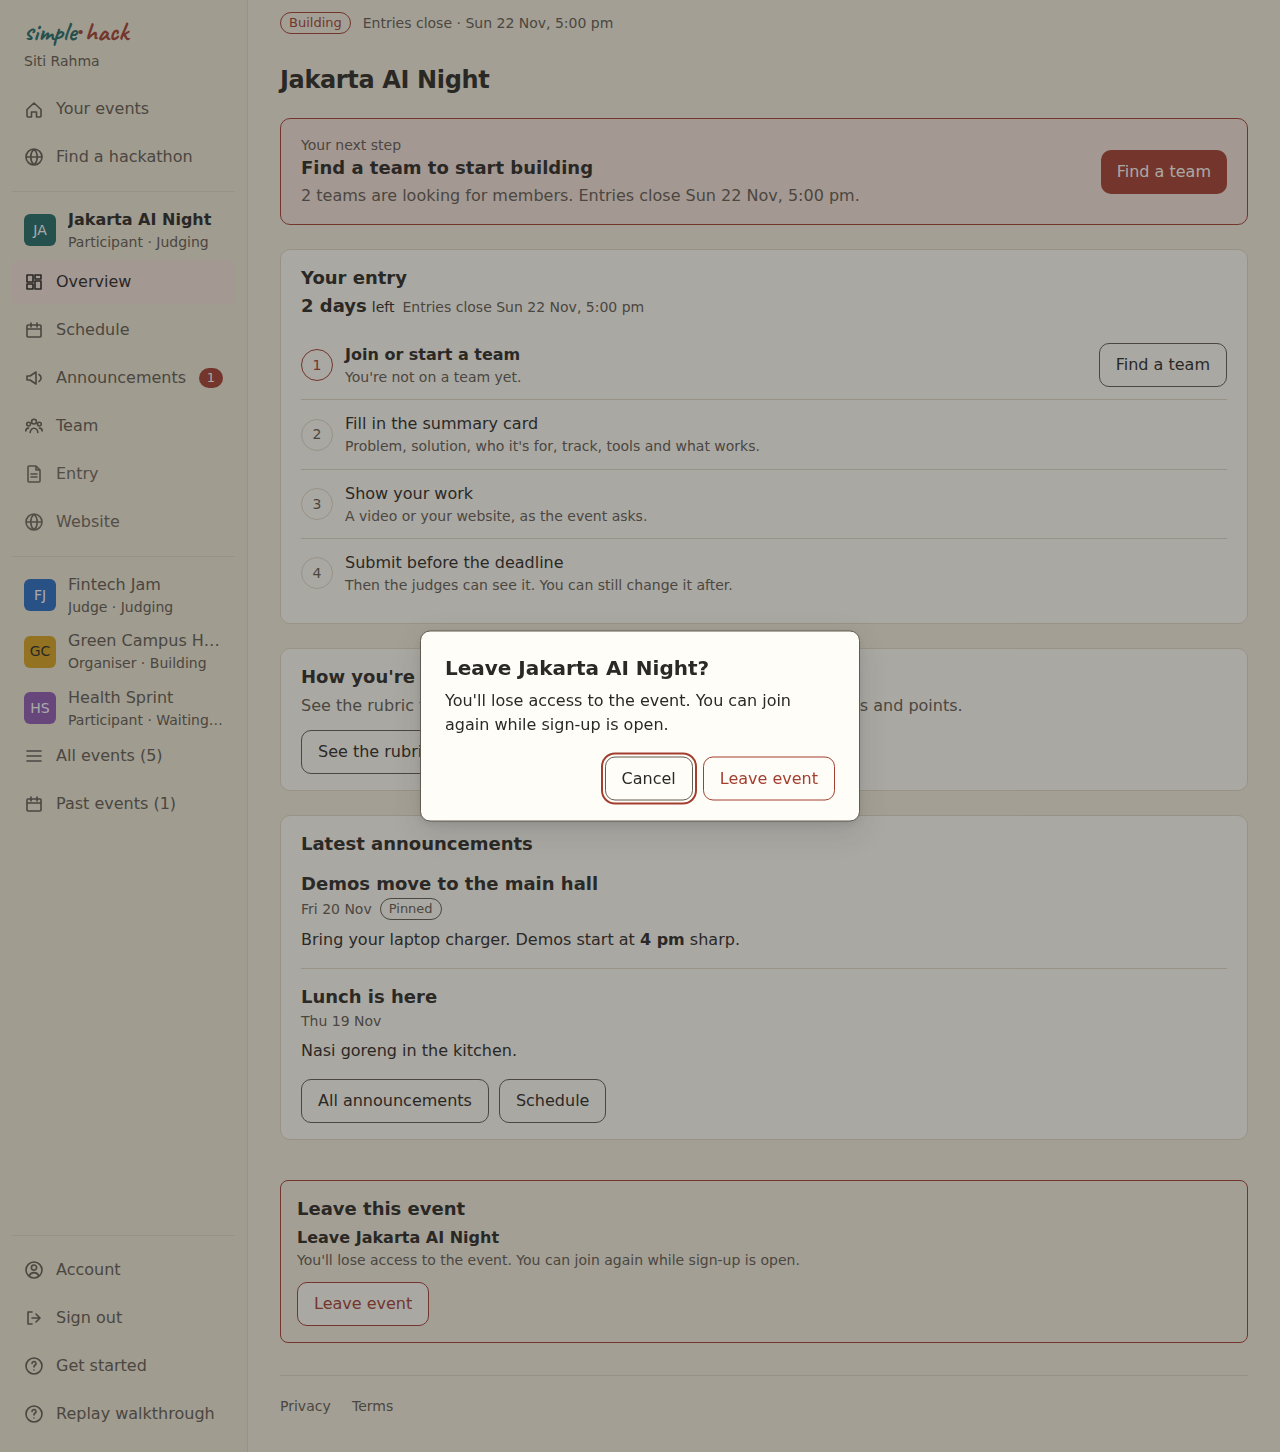 simple·hack
Siti Rahma
Your events
Find a hackathon
JA
Jakarta AI Night
Participant · Judging
Overview
Schedule
Announcements 1
Team
Entry
Website
FJ
Fintech Jam
Judge · Judging
GC
Green Campus H…
Organiser · Building
HS
Health Sprint
Participant · Waiting…
All events (5)
Past events (1)
Account
Sign out
Get started
Replay walkthrough
Building Entries close · Sun 22 Nov, 5:00 pm
Jakarta AI Night
Your next step
Find a team to start building
2 teams are looking for members. Entries close Sun 22 Nov, 5:00 pm.
Find a team
Your entry
2 days left Entries close Sun 22 Nov, 5:00 pm
1 Join or start a team
You're not on a team yet.
Find a team
2 Fill in the summary card
Problem, solution, who it's for, track, tools and what works.
3 Show your work
A video or your website, as the event asks.
4 Submit before the deadline
Then the judges can see it. You can still change it after.
How you're
See the rubric
s and points.
See the rubri
Leave Jakarta AI Night?
You'll lose access to the event. You can join
again while sign-up is open.
Cancel Leave event
Latest announcements
Demos move to the main hall
Fri 20 Nov Pinned
Bring your laptop charger. Demos start at 4 pm sharp.
Lunch is here
Thu 19 Nov
Nasi goreng in the kitchen.
All announcements Schedule
Leave this event
Leave Jakarta AI Night
You'll lose access to the event. You can join again while sign-up is open.
Leave event
Privacy Terms